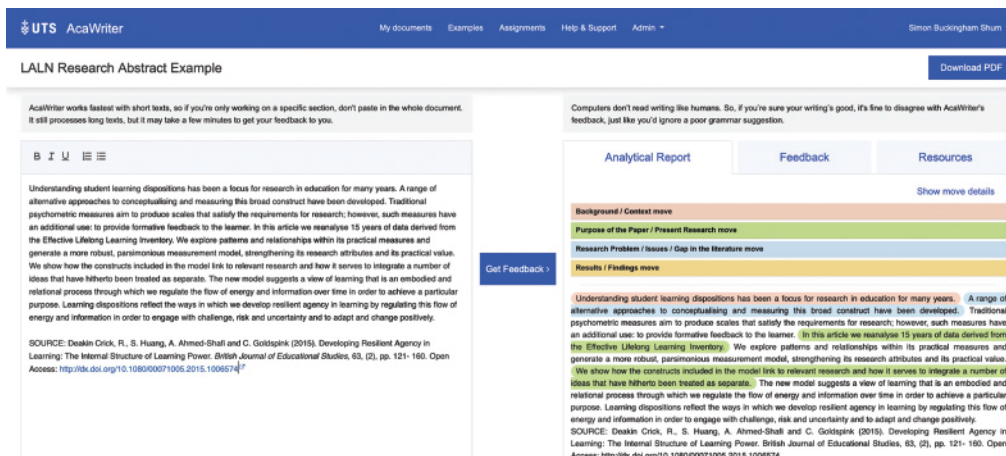 UTS AcaWriter
My documents Examples Assignments Help & Support Admin
Simon Buckingham Shum
LALN Research Abstract Example
Download PDF
AcaWriter works fastest with short texts, so if you're only working on a specific section, don't paste in the whole document.
It still processes long texts, but it may take a few minutes to get your feedback to you.
B I U
Understanding student learning dispositions has been a focus for research in education for many years. A range of
alternative approaches to conceptualising and measuring this broad construct have been developed. Traditional
psychometric measures aim to produce scales that satisfy the requirements for research; however, such measures have
an additional use: to provide formative feedback to the learner. In this article we reanalyse 15 years of data derived from
the Effective Lifelong Learning Inventory. We explore patterns and relationships within its practical measures and
generate a more robust, parsimonious measurement model, strengthening its research attributes and its practical value.
We show how the constructs included in the model link to relevant research and how it serves to integrate a number of
ideas that have hitherto been treated as separate. The new model suggests a view of learning that is an embodied and
relational process through which we regulate the flow of energy and information over time in order to achieve a particular
purpose. Learning dispositions reflect the ways in which we develop resilient agency in learning by regulating this flow of
energy and information in order to engage with challenge, risk and uncertainty and to adapt and change positively.
SOURCE: Deakin Crick, R., S. Huang, A. Ahmed-Shafi and C. Goldspink (2015). Developing Resilient Agency in
Learning: The Internal Structure of Learning Power. British Journal of Educational Studies, 63, (2), pp. 121- 160. Open
Access: http://dx.doi.org/10.1080/00071005.2015.1006574
Get Feedback ›
Computers don't read writing like humans. So, if you're sure your writing's good, it's fine to disagree with AcaWriter's
feedback, just like you'd ignore a poor grammar suggestion.
Analytical Report Feedback Resources
Show move details
Background / Context move
Purpose of the Paper / Present Research move
Research Problem / Issues / Gap in the literature move
Results / Findings move
Understanding student learning dispositions has been a focus for research in education for many years. A range of
alternative approaches to conceptualising and measuring this broad construct have been developed. Traditional
psychometric measures aim to produce scales that satisfy the requirements for research; however, such measures have
an additional use: to provide formative feedback to the learner. In this article we reanalyse 15 years of data derived from
the Effective Lifelong Learning Inventory. We explore patterns and relationships within its practical measures and
generate a more robust, parsimonious measurement model, strengthening its research attributes and its practical value.
We show how the constructs included in the model link to relevant research and how it serves to integrate a number of
ideas that have hitherto been treated as separate. The new model suggests a view of learning that is an embodied and
relational process through which we regulate the flow of energy and information over time in order to achieve a particular
purpose. Learning dispositions reflect the ways in which we develop resilient agency in learning by regulating this flow of
energy and information in order to engage with challenge, risk and uncertainty and to adapt and change positively.
SOURCE: Deakin Crick, R., S. Huang, A. Ahmed-Shafi and C. Goldspink (2015). Developing Resilient Agency in
Learning: The Internal Structure of Learning Power. British Journal of Educational Studies, 63, (2), pp. 121- 160. Open
Access: http://dx.doi.org/10.1080/00071005.2015.1006574